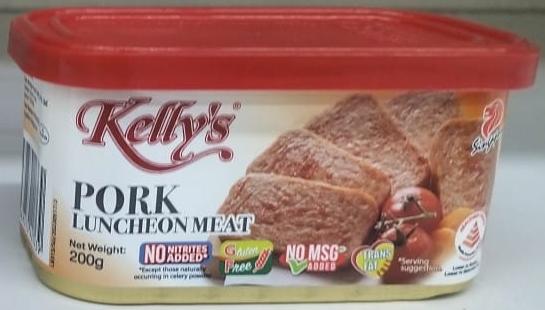 Kelly's
PORK
LUNCHEON MEAT
Net Weight:
200g
NO NITRITES
ADDED*
*Except those naturally
occurring in celery powder
Gluten
Free
NO MSG
ADDED
TRANS
FAT
*Serving
suggestion